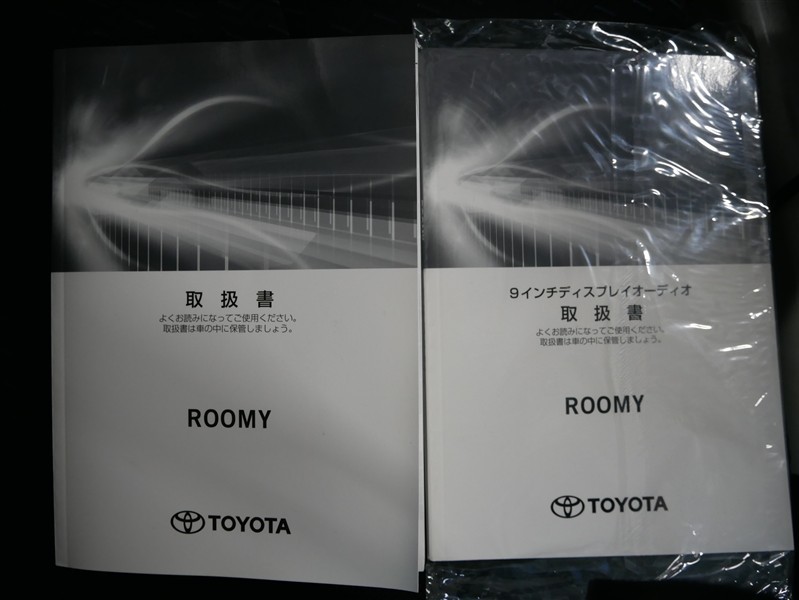 取扱書
よくお読みになってご使用ください。
取扱書は車の中に保管しましょう。
ROOMY
TOYOTA
9インチディスプレイオーディオ
取扱書
よくお読みになってご使用ください。
取扱書は車の中に保管しましょう。
ROOMY
TOYOTA